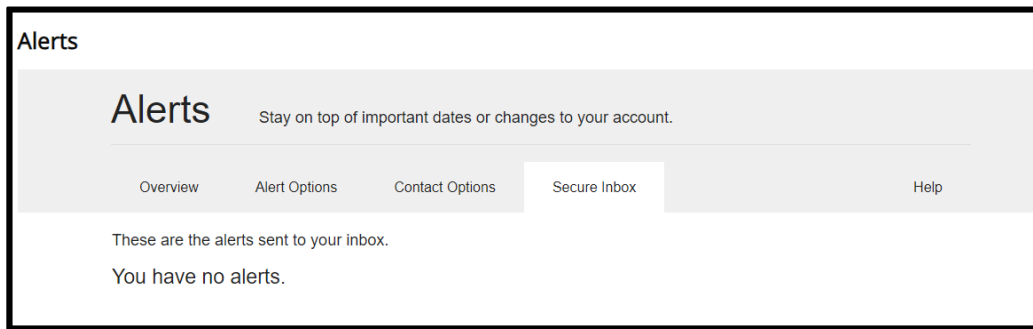 Alerts
Alerts Stay on top of important dates or changes to your account.
Overview Alert Options Contact Options Secure Inbox Help
These are the alerts sent to your inbox.
You have no alerts.